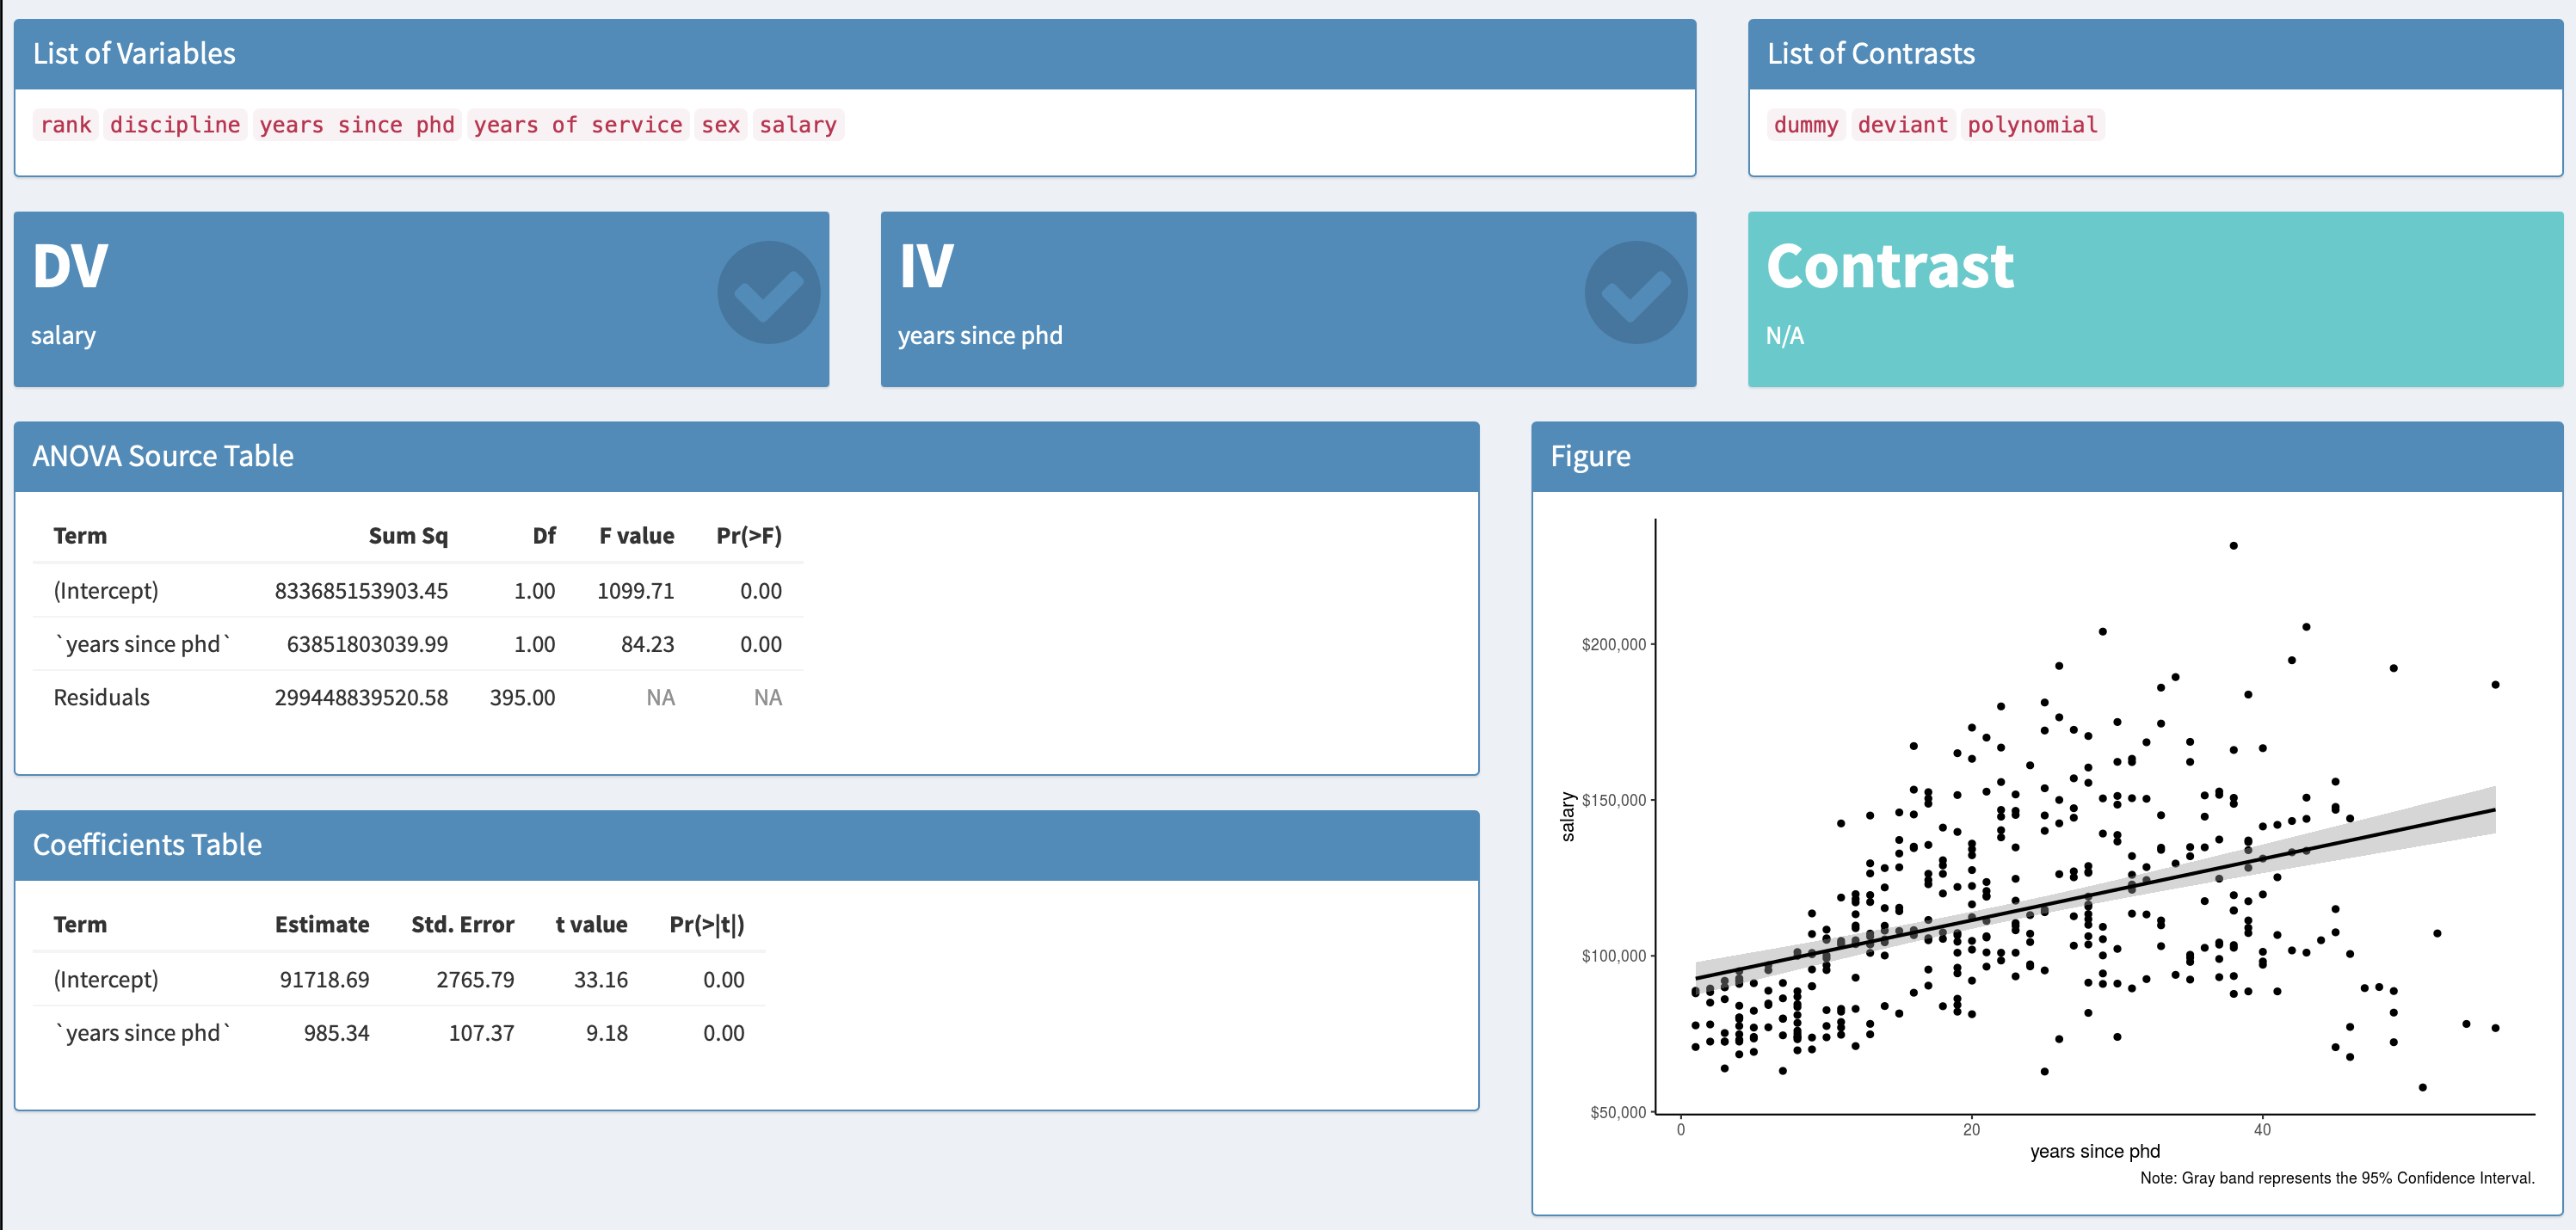 List of Variables
rank discipline years since phd years of service sex salary
List of Contrasts
dummy deviant polynomial
DV
salary
IV
years since phd
Contrast
N/A
ANOVA Source Table
Term Sum Sq Df F value Pr(>F)
(Intercept) 833685153903.45 1.00 1099.71 0.00
`years since phd` 63851803039.99 1.00 84.23 0.00
Residuals 299448839520.58 395.00 NA NA
Coefficients Table
Term Estimate Std. Error t value Pr(>|t|)
(Intercept) 91718.69 2765.79 33.16 0.00
`years since phd` 985.34 107.37 9.18 0.00
Figure
salary
$200,000
$150,000
$100,000
$50,000
0 20 40
years since phd
Note: Gray band represents the 95% Confidence Interval.